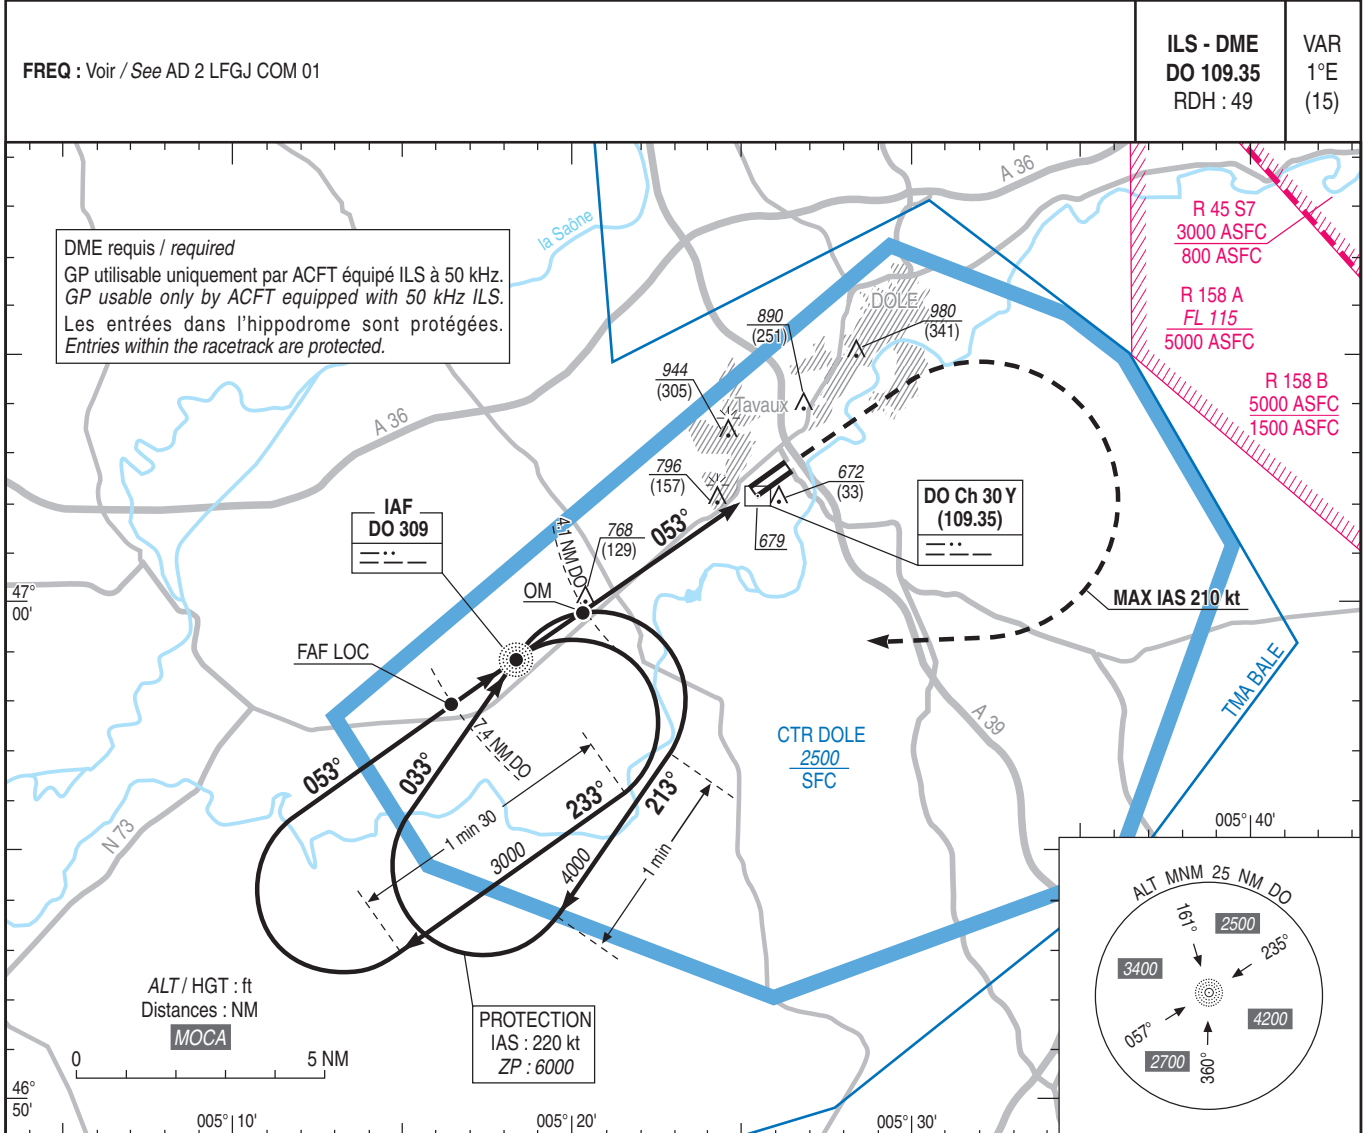 FREQ : Voir / See AD 2 LFGJ COM 01
ILS - DME
DO 109.35
RDH : 49
VAR
1°E
(15)
DME requis / required
GP utilisable uniquement par ACFT équipé ILS à 50 kHz.
GP usable only by ACFT equipped with 50 kHz ILS.
Les entrées dans l'hippodrome sont protégées.
Entries within the racetrack are protected.
la Saône
A 36
R 45 S7
3000 ASFC
800 ASFC
R 158 A
FL 115
5000 ASFC
R 158 B
5000 ASFC
1500 ASFC
DOLE
890
(251)
980
(341)
944
(305)
Tavaux
A 36
796
(157)
672
(33)
679
DO Ch 30 Y
(109.35)
IAF
DO 309
4.1 NM DO
768
(129)
053°
OM
FAF LOC
7.4 NM DO
MAX IAS 210 kt
TMA BALE
A 39
CTR DOLE
2500
SFC
47°
00'
053°
033°
233°
213°
1 min 30
3000
4000
1 min
N 73
005° 40'
ALT MNM 25 NM DO
161°
2500
235°
3400
4200
057°
2700
360°
ALT / HGT : ft
Distances : NM
MOCA
0
5 NM
PROTECTION
IAS : 220 kt
ZP : 6000
46°
50'
005° 10'
005° 20'
005° 30'